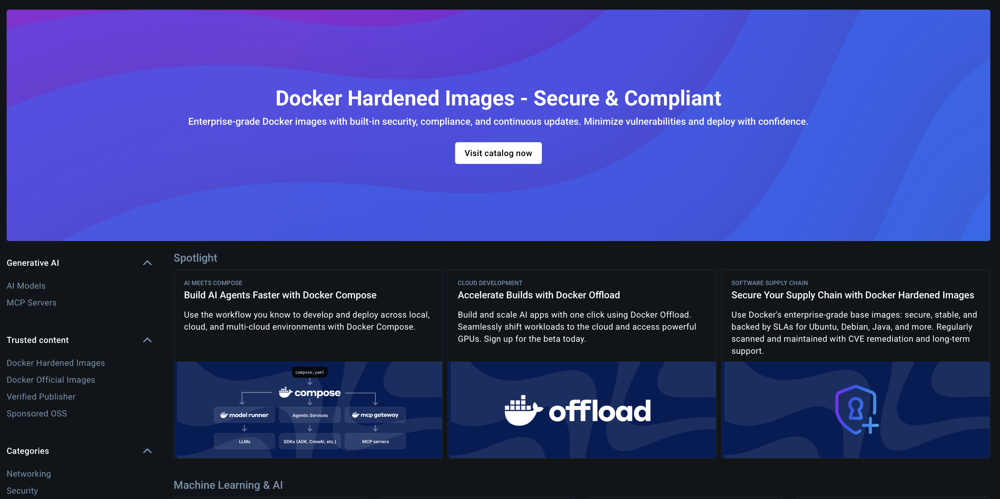 Docker Hardened Images - Secure & Compliant
Enterprise-grade Docker images with built-in security, compliance, and continuous updates. Minimize vulnerabilities and deploy with confidence.
Visit catalog now
Generative AI
AI Models
MCP Servers
Trusted content
Docker Hardened Images
Docker Official Images
Verified Publisher
Sponsored OSS
Categories
Networking
Security
Spotlight
AI MEETS COMPOSE
Build AI Agents Faster with Docker Compose
Use the workflow you know to develop and deploy across local,
cloud, and multi-cloud environments with Docker Compose.
compose.yaml
compose
model runner
Agentic Services
mcp gateway
LLMs
SDKs (ADK, CrewAI, etc.)
MCP servers
CLOUD DEVELOPMENT
Accelerate Builds with Docker Offload
Build and scale AI apps with one click using Docker Offload.
Seamlessly shift workloads to the cloud and access powerful
GPUs. Sign up for the beta today.
offload
SOFTWARE SUPPLY CHAIN
Secure Your Supply Chain with Docker Hardened Images
Use Docker's enterprise-grade base images: secure, stable, and
backed by SLAs for Ubuntu, Debian, Java, and more. Regularly
scanned and maintained with CVE remediation and long-term
support.
Machine Learning & AI